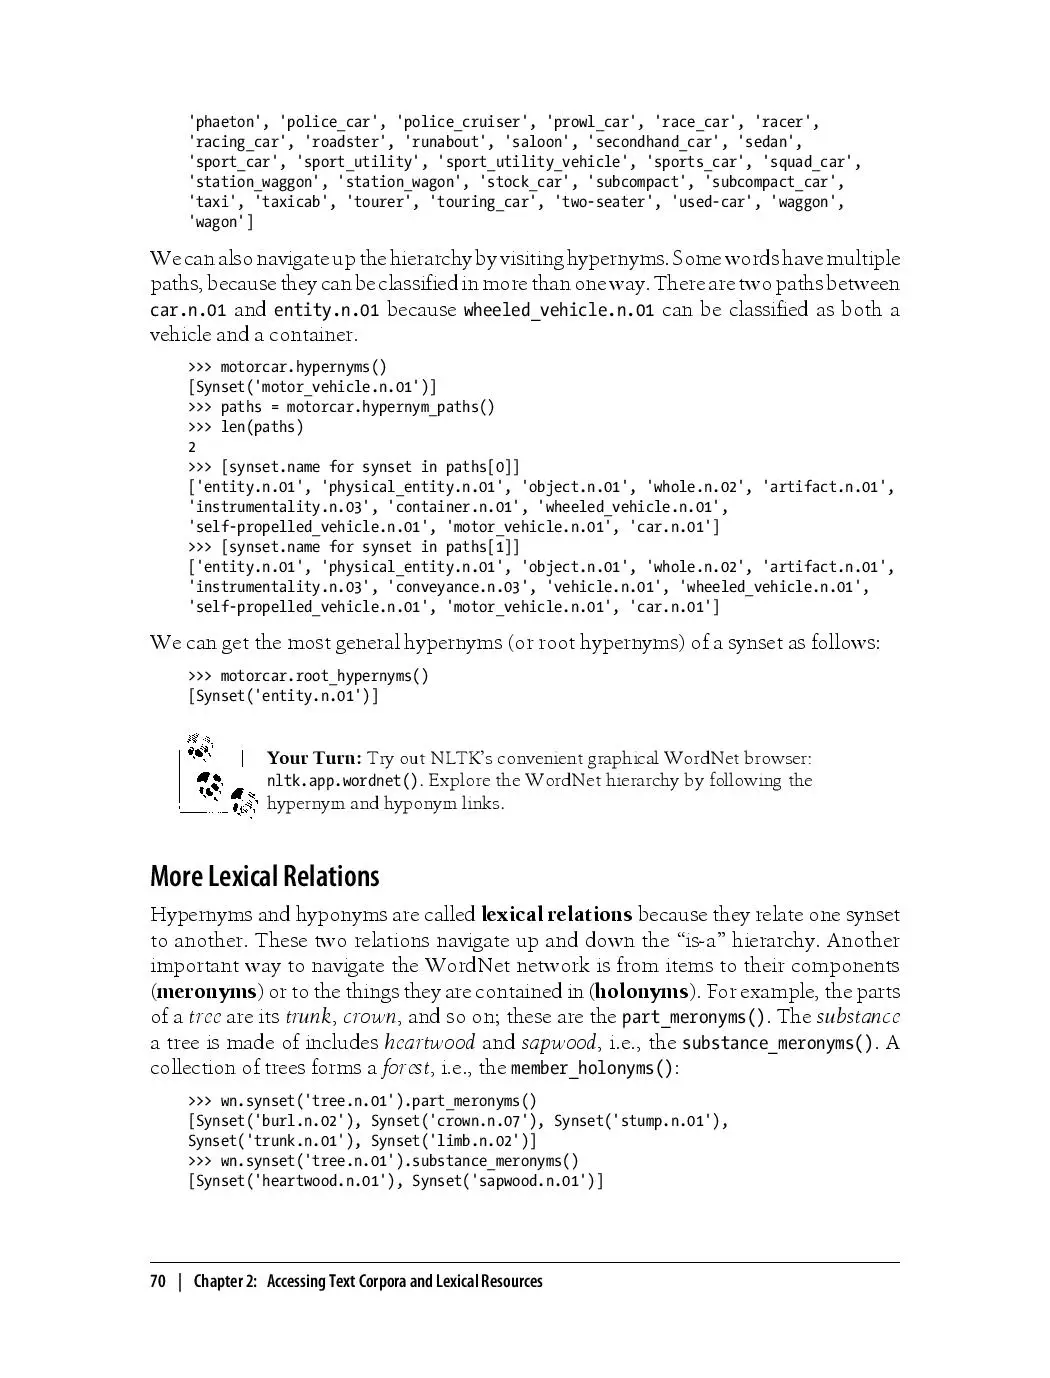 'phaeton', 'police_car', 'police_cruiser', 'prowl_car', 'race_car', 'racer',
'racing_car', 'roadster', 'runabout', 'saloon', 'secondhand_car', 'sedan',
'sport_car', 'sport_utility', 'sport_utility_vehicle', 'sports_car', 'squad_car',
'station_waggon', 'station_wagon', 'stock_car', 'subcompact', 'subcompact_car',
'taxi', 'taxicab', 'tourer', 'touring_car', 'two-seater', 'used-car', 'waggon',
'wagon']
We can also navigate up the hierarchy by visiting hypernyms. Some words have multiple
paths, because they can be classified in more than one way. There are two paths between
car.n.01 and entity.n.01 because wheeled_vehicle.n.01 can be classified as both a
vehicle and a container.
>>> motorcar.hypernyms()
[Synset('motor_vehicle.n.01')]
>>> paths = motorcar.hypernym_paths()
>>> len(paths)
2
>>> [synset.name for synset in paths[0]]
['entity.n.01', 'physical_entity.n.01', 'object.n.01', 'whole.n.02', 'artifact.n.01',
'instrumentality.n.03', 'container.n.01', 'wheeled_vehicle.n.01',
'self-propelled_vehicle.n.01', 'motor_vehicle.n.01', 'car.n.01']
>>> [synset.name for synset in paths[1]]
['entity.n.01', 'physical_entity.n.01', 'object.n.01', 'whole.n.02', 'artifact.n.01',
'instrumentality.n.03', 'conveyance.n.03', 'vehicle.n.01', 'wheeled_vehicle.n.01',
'self-propelled_vehicle.n.01', 'motor_vehicle.n.01', 'car.n.01']
We can get the most general hypernyms (or root hypernyms) of a synset as follows:
>>> motorcar.root_hypernyms()
[Synset('entity.n.01')]
Your Turn: Try out NLTK's convenient graphical WordNet browser:
nltk.app.wordnet(). Explore the WordNet hierarchy by following the
hypernym and hyponym links.
More Lexical Relations
Hypernyms and hyponyms are called lexical relations because they relate one synset
to another. These two relations navigate up and down the “is-a” hierarchy. Another
important way to navigate the WordNet network is from items to their components
(meronyms) or to the things they are contained in (holonyms). For example, the parts
of a tree are its trunk, crown, and so on; these are the part_meronyms(). The substance
a tree is made of includes heartwood and sapwood, i.e., the substance_meronyms(). A
collection of trees forms a forest, i.e., the member_holonyms():
>>> wn.synset('tree.n.01').part_meronyms()
[Synset('burl.n.02'), Synset('crown.n.07'), Synset('stump.n.01'),
Synset('trunk.n.01'), Synset('limb.n.02')]
>>> wn.synset('tree.n.01').substance_meronyms()
[Synset('heartwood.n.01'), Synset('sapwood.n.01')]
70 | Chapter 2: Accessing Text Corpora and Lexical Resources